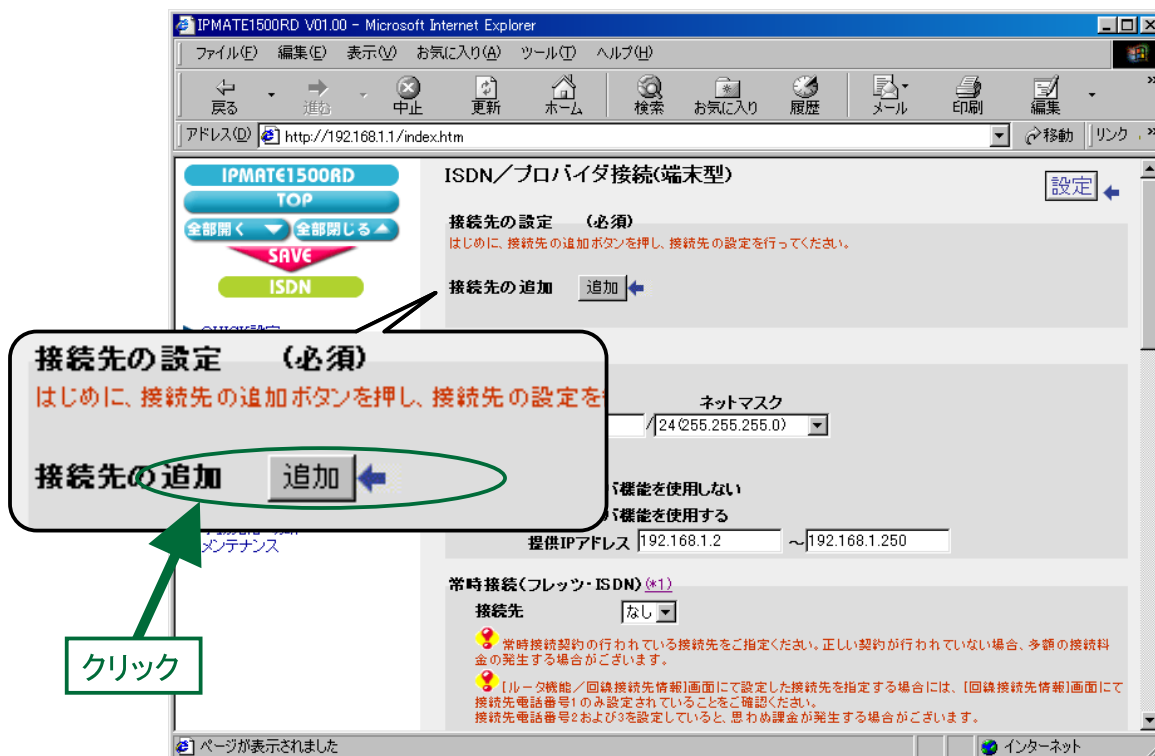 IPMATE1500RD V01.00 - Microsoft Internet Explorer
ファイル(F) 編集(E) 表示(V) お気に入り(A) ツール(T) ヘルプ(H)
戻る 進む 中止 更新 ホーム 検索 お気に入り 履歴 メール 印刷 編集
アドレス(D) http://192.168.1.1/index.htm 移動 リンク
IPMATE1500RD
TOP
全部開く 全部閉じる
SAVE
ISDN
ISDN／プロバイダ接続(端末型)
設定
接続先の設定 (必須)
はじめに、接続先の追加ボタンを押し、接続先の設定を行ってください。
接続先の追加 追加
接続先の設定 (必須)
はじめに、接続先の追加ボタンを押し、接続先の設定を
接続先の追加 追加
クリック
メンテナンス
ネットマスク
/ 24(255.255.255.0)
機能を使用しない
機能を使用する
提供IPアドレス 192.168.1.2 ～ 192.168.1.250
常時接続(フレッツ・ISDN) (*1)
接続先 なし
常時接続契約の行われている接続先をご指定ください。正しい契約が行われていない場合、多額の接続料
金の発生する場合がございます。
[ルータ機能／回線接続先情報]画面にて設定した接続先を指定する場合には、[回線接続先情報]画面にて
接続先電話番号1のみ設定されていることをご確認ください。
接続先電話番号2および3を設定していると、思わぬ課金が発生する場合がございます。
ページが表示されました インターネット